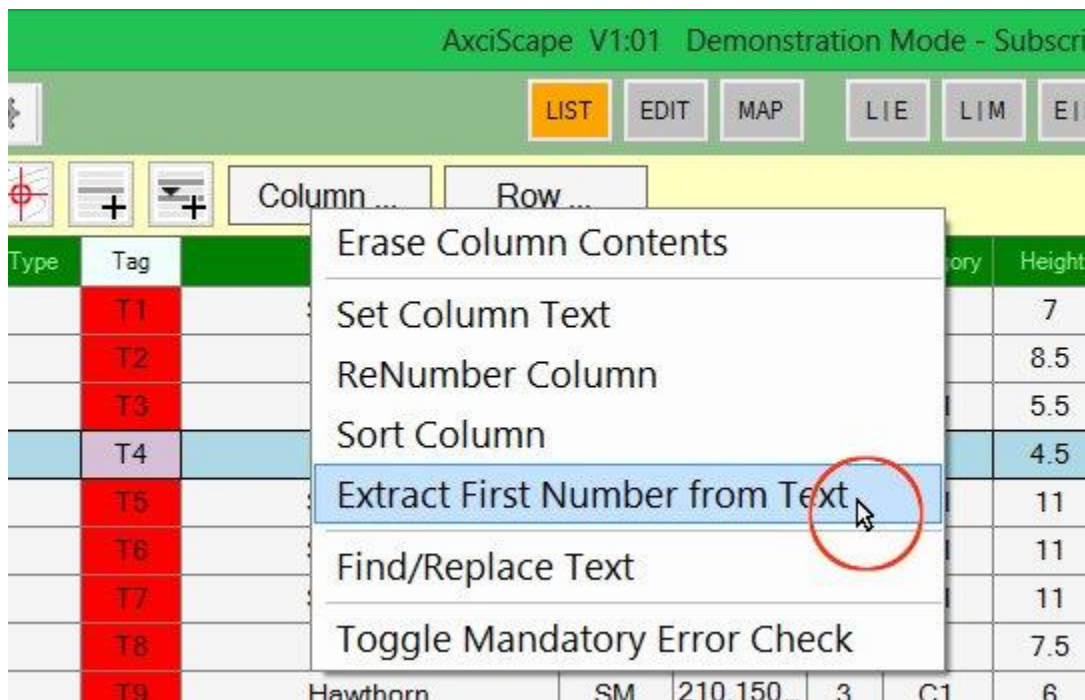 AxciScape V1:01 Demonstration Mode - Subscri
LIST EDIT MAP L|E L|M E|
Column ... Row ...
Type Tag ory Height
Erase Column Contents
Set Column Text
ReNumber Column
Sort Column
Extract First Number from Text
Find/Replace Text
Toggle Mandatory Error Check
T1 7
T2 8.5
T3 5.5
T4 4.5
T5 11
T6 11
T7 11
T8 7.5
T9 Hawthorn SM 210 150... 3 C1 6